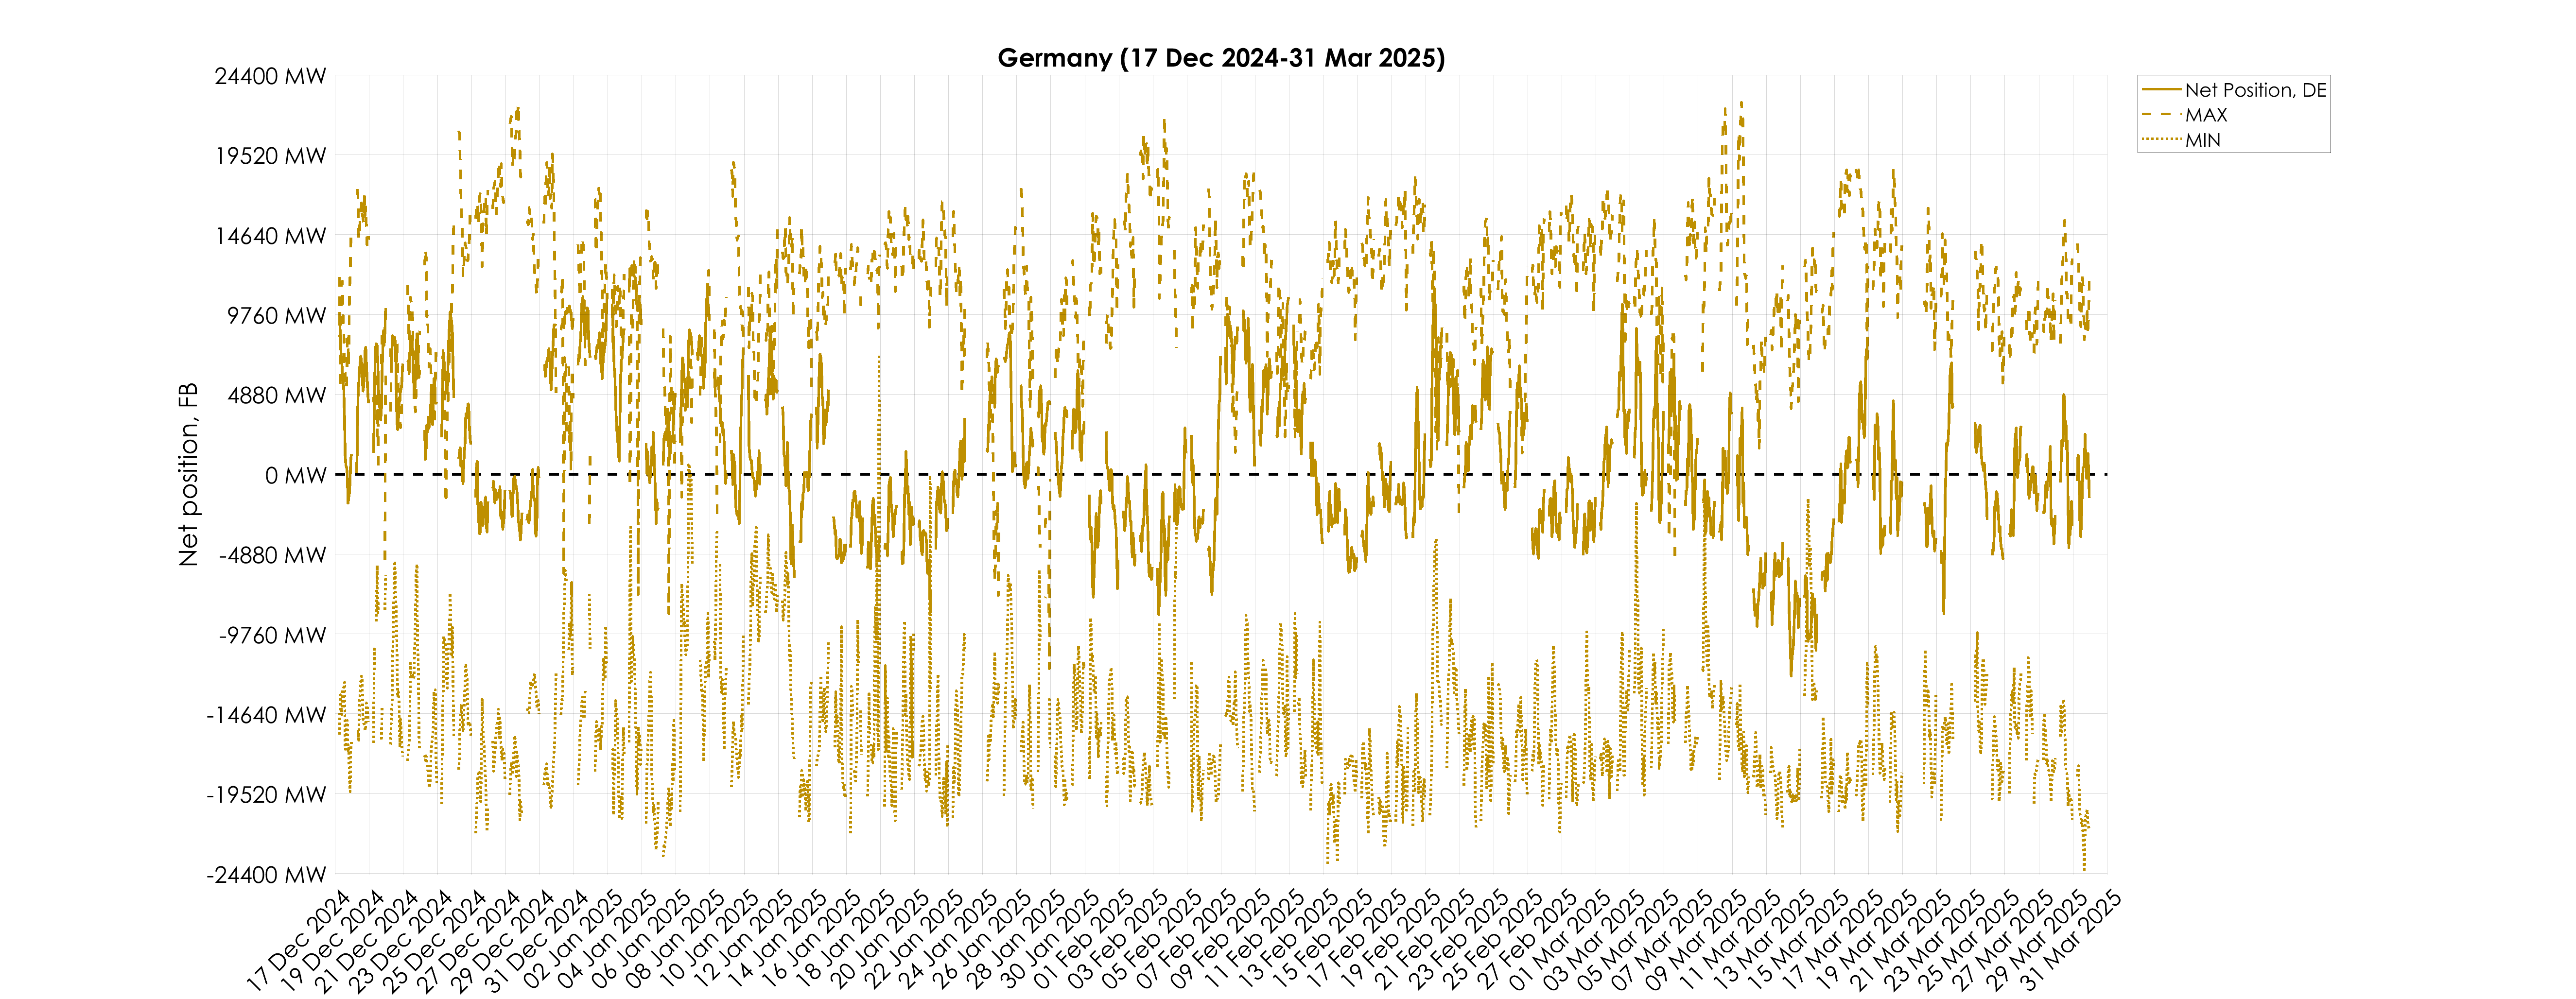 Germany (17 Dec 2024-31 Mar 2025)
24400 MW
19520 MW
14640 MW
9760 MW
4880 MW
0 MW
-4880 MW
-9760 MW
-14640 MW
-19520 MW
-24400 MW
Net position, FB
Net Position, DE
MAX
MIN
17 Dec 2024
19 Dec 2024
21 Dec 2024
23 Dec 2024
25 Dec 2024
27 Dec 2024
29 Dec 2024
31 Dec 2024
02 Jan 2025
04 Jan 2025
06 Jan 2025
08 Jan 2025
10 Jan 2025
12 Jan 2025
14 Jan 2025
16 Jan 2025
18 Jan 2025
20 Jan 2025
22 Jan 2025
24 Jan 2025
26 Jan 2025
28 Jan 2025
30 Jan 2025
01 Feb 2025
03 Feb 2025
05 Feb 2025
07 Feb 2025
09 Feb 2025
11 Feb 2025
13 Feb 2025
15 Feb 2025
17 Feb 2025
19 Feb 2025
21 Feb 2025
23 Feb 2025
25 Feb 2025
27 Feb 2025
01 Mar 2025
03 Mar 2025
05 Mar 2025
07 Mar 2025
09 Mar 2025
11 Mar 2025
13 Mar 2025
15 Mar 2025
17 Mar 2025
19 Mar 2025
21 Mar 2025
23 Mar 2025
25 Mar 2025
27 Mar 2025
29 Mar 2025
31 Mar 2025